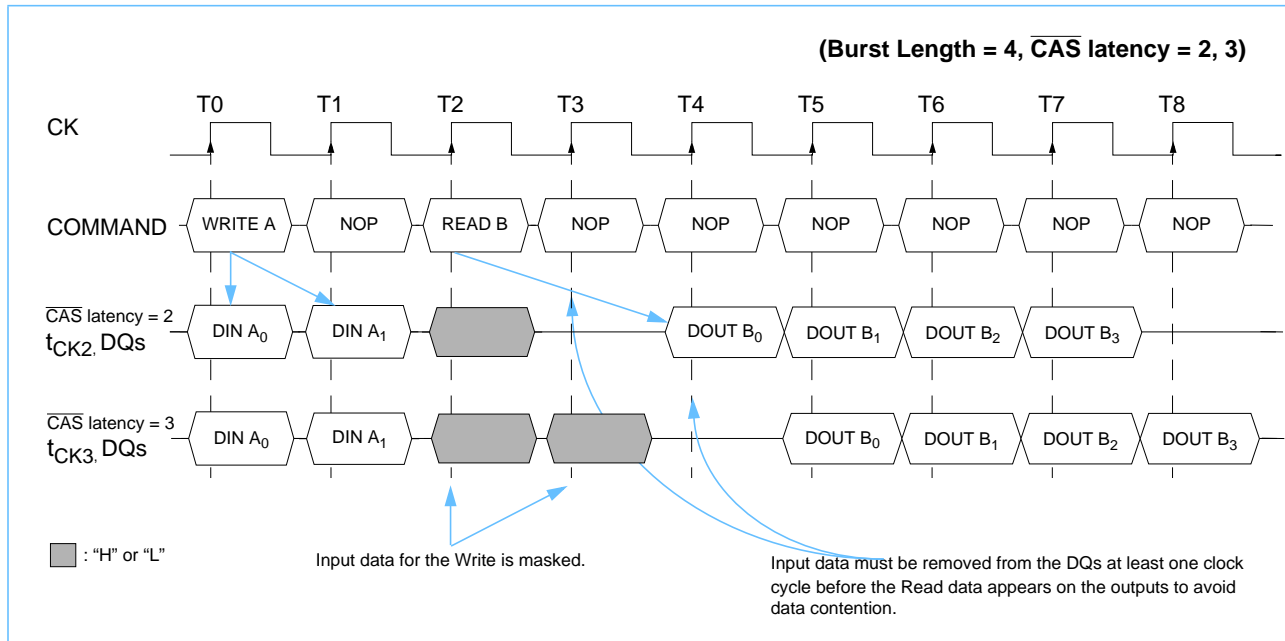 (Burst Length = 4, CAS latency = 2, 3)
T0 T1 T2 T3 T4 T5 T6 T7 T8
CK
COMMAND WRITE A NOP READ B NOP NOP NOP NOP NOP NOP
CAS latency = 2
tCK2, DQs DIN A0 DIN A1 DOUT B0 DOUT B1 DOUT B2 DOUT B3
CAS latency = 3
tCK3, DQs DIN A0 DIN A1 DOUT B0 DOUT B1 DOUT B2 DOUT B3
: “H” or “L”
Input data for the Write is masked.
Input data must be removed from the DQs at least one clock
cycle before the Read data appears on the outputs to avoid
data contention.